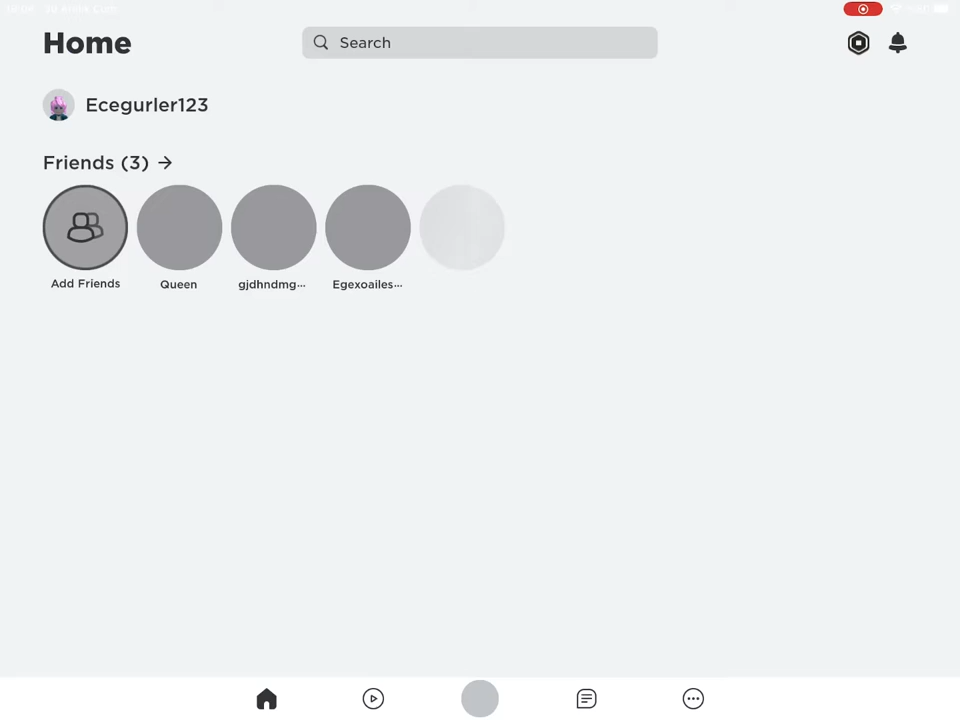 Home
Search
Ecegurler123
Friends (3)
Add Friends
Queen
gjdhndmg...
Egexoailes...